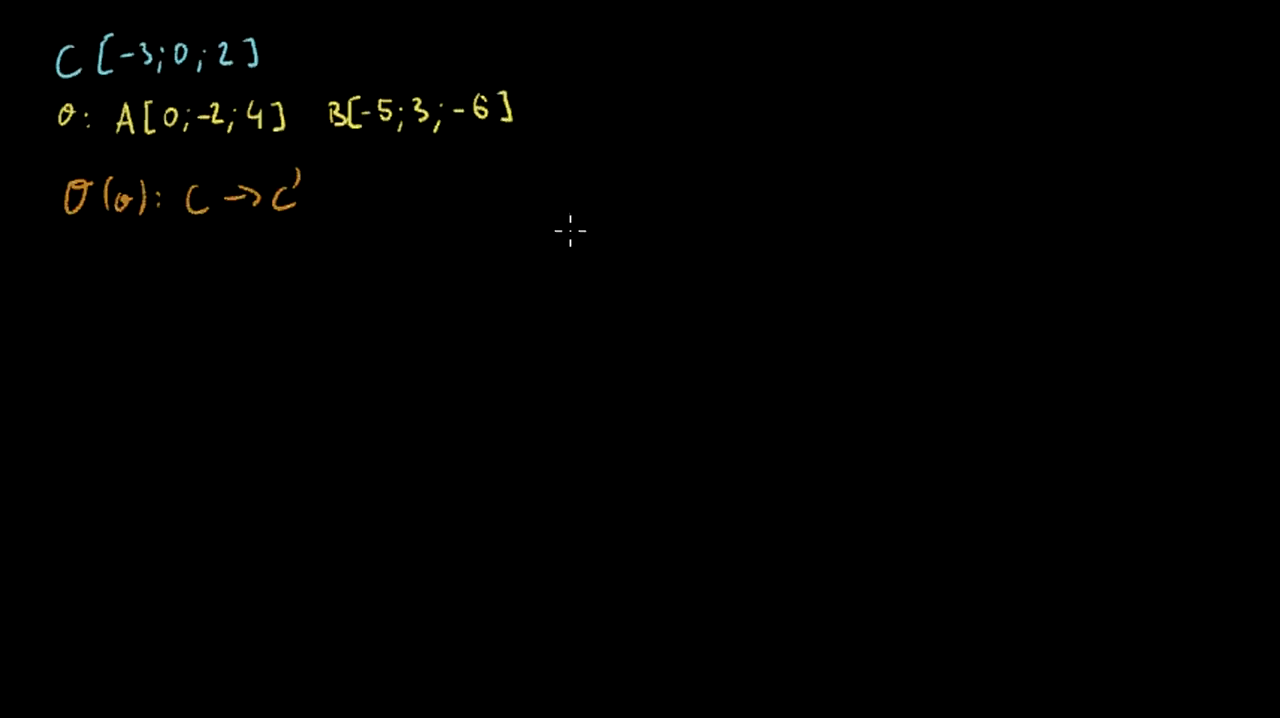 C [-3; 0; 2]
σ: A[0; -2; 4] B[-5; 3; -6]
O(σ): C → C'